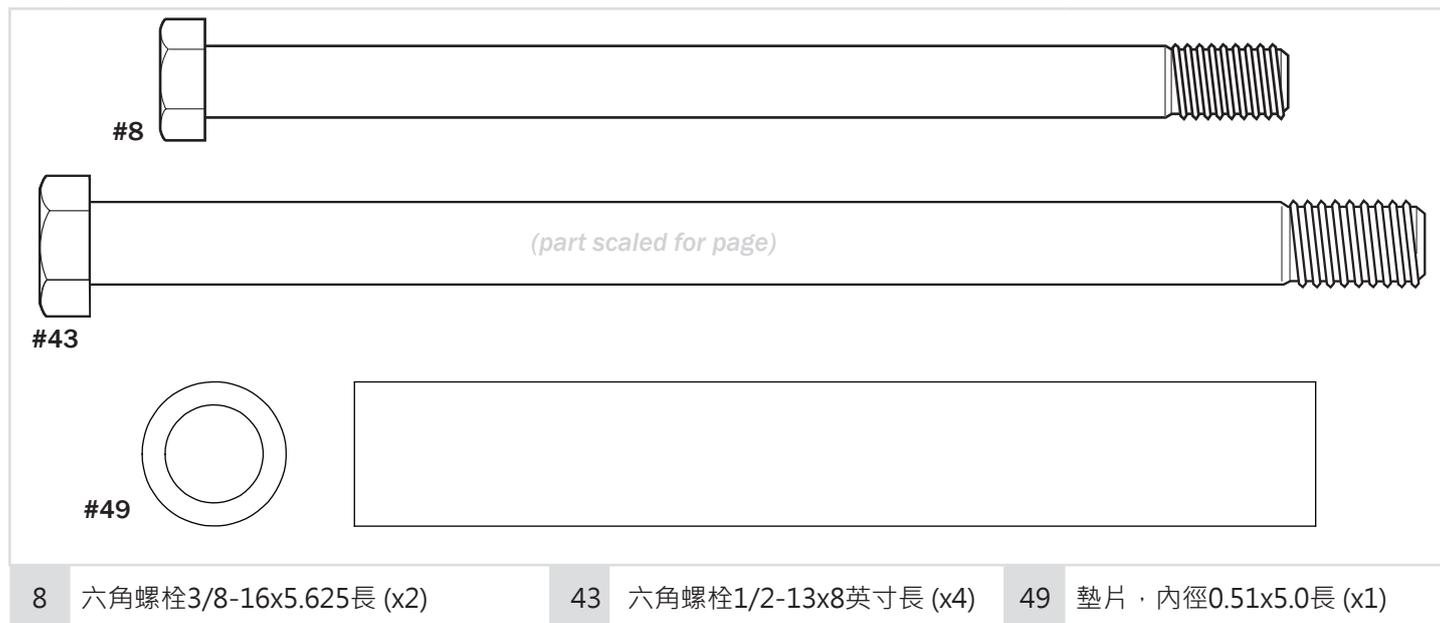 #8
(part scaled for page)
#43
#49
8 六角螺栓3/8-16x5.625長 (x2) 43 六角螺栓1/2-13x8英寸長 (x4) 49 墊片，內徑0.51x5.0長 (x1)